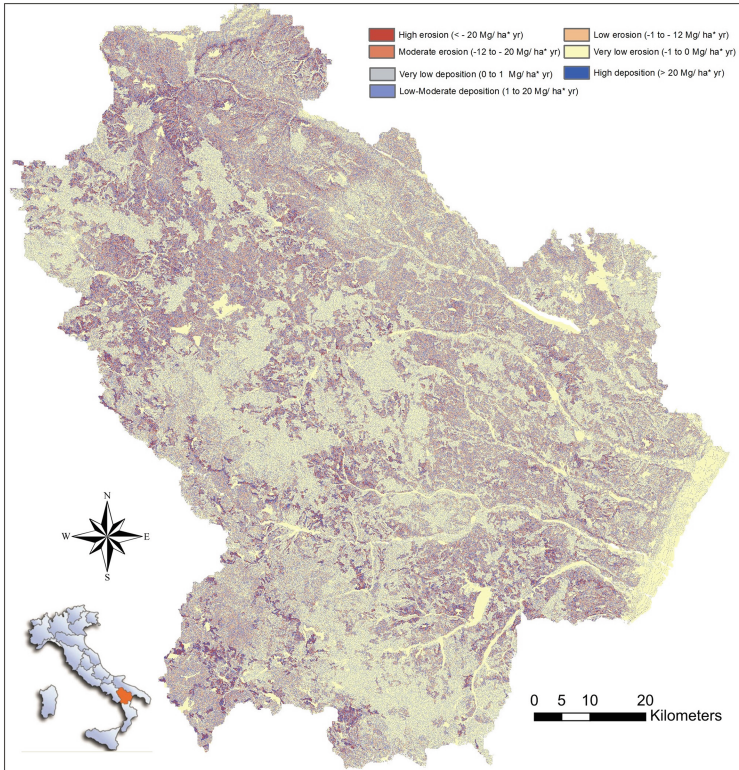 High erosion (< - 20 Mg/ ha* yr)
Moderate erosion (-12 to - 20 Mg/ ha* yr)
Very low deposition (0 to 1 Mg/ ha* yr)
Low-Moderate deposition (1 to 20 Mg/ ha* yr)
Low erosion (-1 to - 12 Mg/ ha* yr)
Very low erosion (-1 to 0 Mg/ ha* yr)
High deposition (> 20 Mg/ ha* yr)
N
W E
S
0 5 10 20
Kilometers